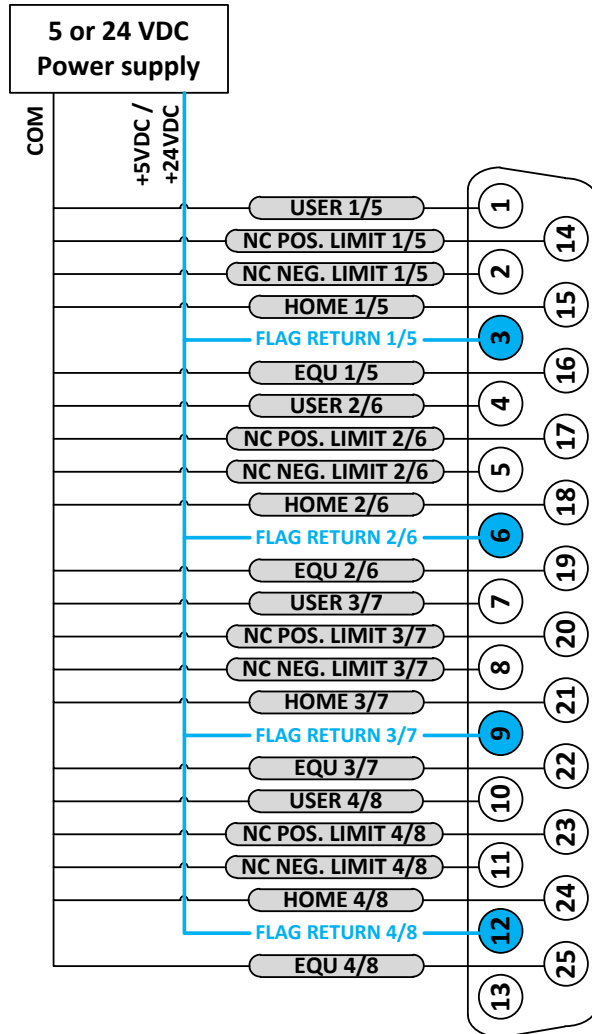 5 or 24 VDC
Power supply
COM
+5VDC /
+24VDC
USER 1/5
1
NC POS. LIMIT 1/5
14
NC NEG. LIMIT 1/5
2
HOME 1/5
15
FLAG RETURN 1/5
3
EQU 1/5
16
USER 2/6
4
NC POS. LIMIT 2/6
17
NC NEG. LIMIT 2/6
5
HOME 2/6
18
FLAG RETURN 2/6
6
EQU 2/6
19
USER 3/7
7
NC POS. LIMIT 3/7
20
NC NEG. LIMIT 3/7
8
HOME 3/7
21
FLAG RETURN 3/7
9
EQU 3/7
22
USER 4/8
10
NC POS. LIMIT 4/8
23
NC NEG. LIMIT 4/8
11
HOME 4/8
24
FLAG RETURN 4/8
12
EQU 4/8
25
13